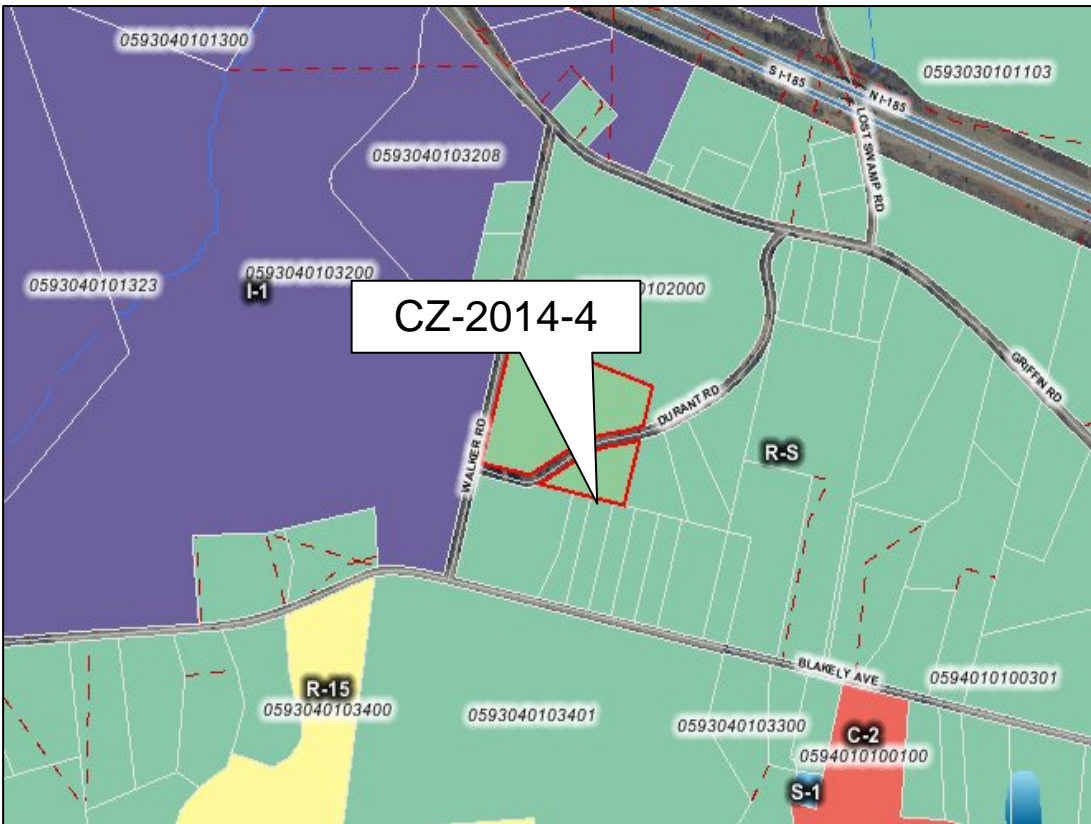 0593040101300
S I-185
N I-185
0593030101103
LOST SWAMP RD
0593040103208
0593040101323
0593040103200
I-1
0102000
CZ-2014-4
GRIFFIN RD
DURANT RD
WALKER RD
R-S
BLAKELY AVE
0594010100301
R-15
0593040103400
0593040103401
0593040103300
C-2
0594010100100
S-1